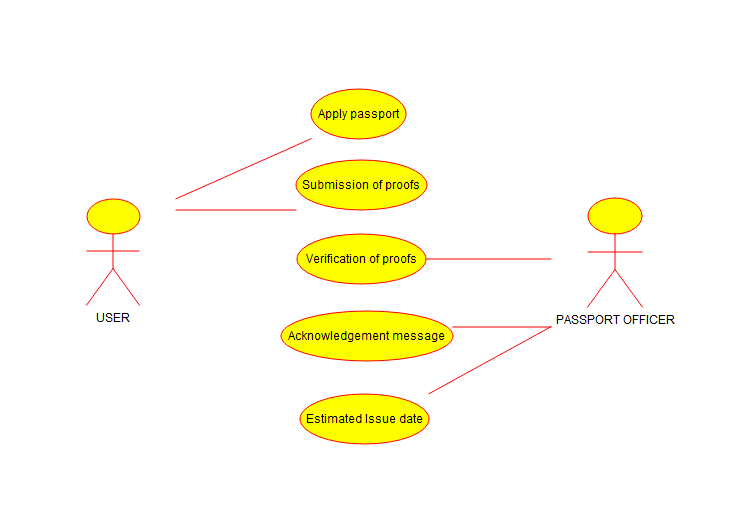 Apply passport
Submission of proofs
Verification of proofs
USER
PASSPORT OFFICER
Acknowledgement message
Estimated Issue date